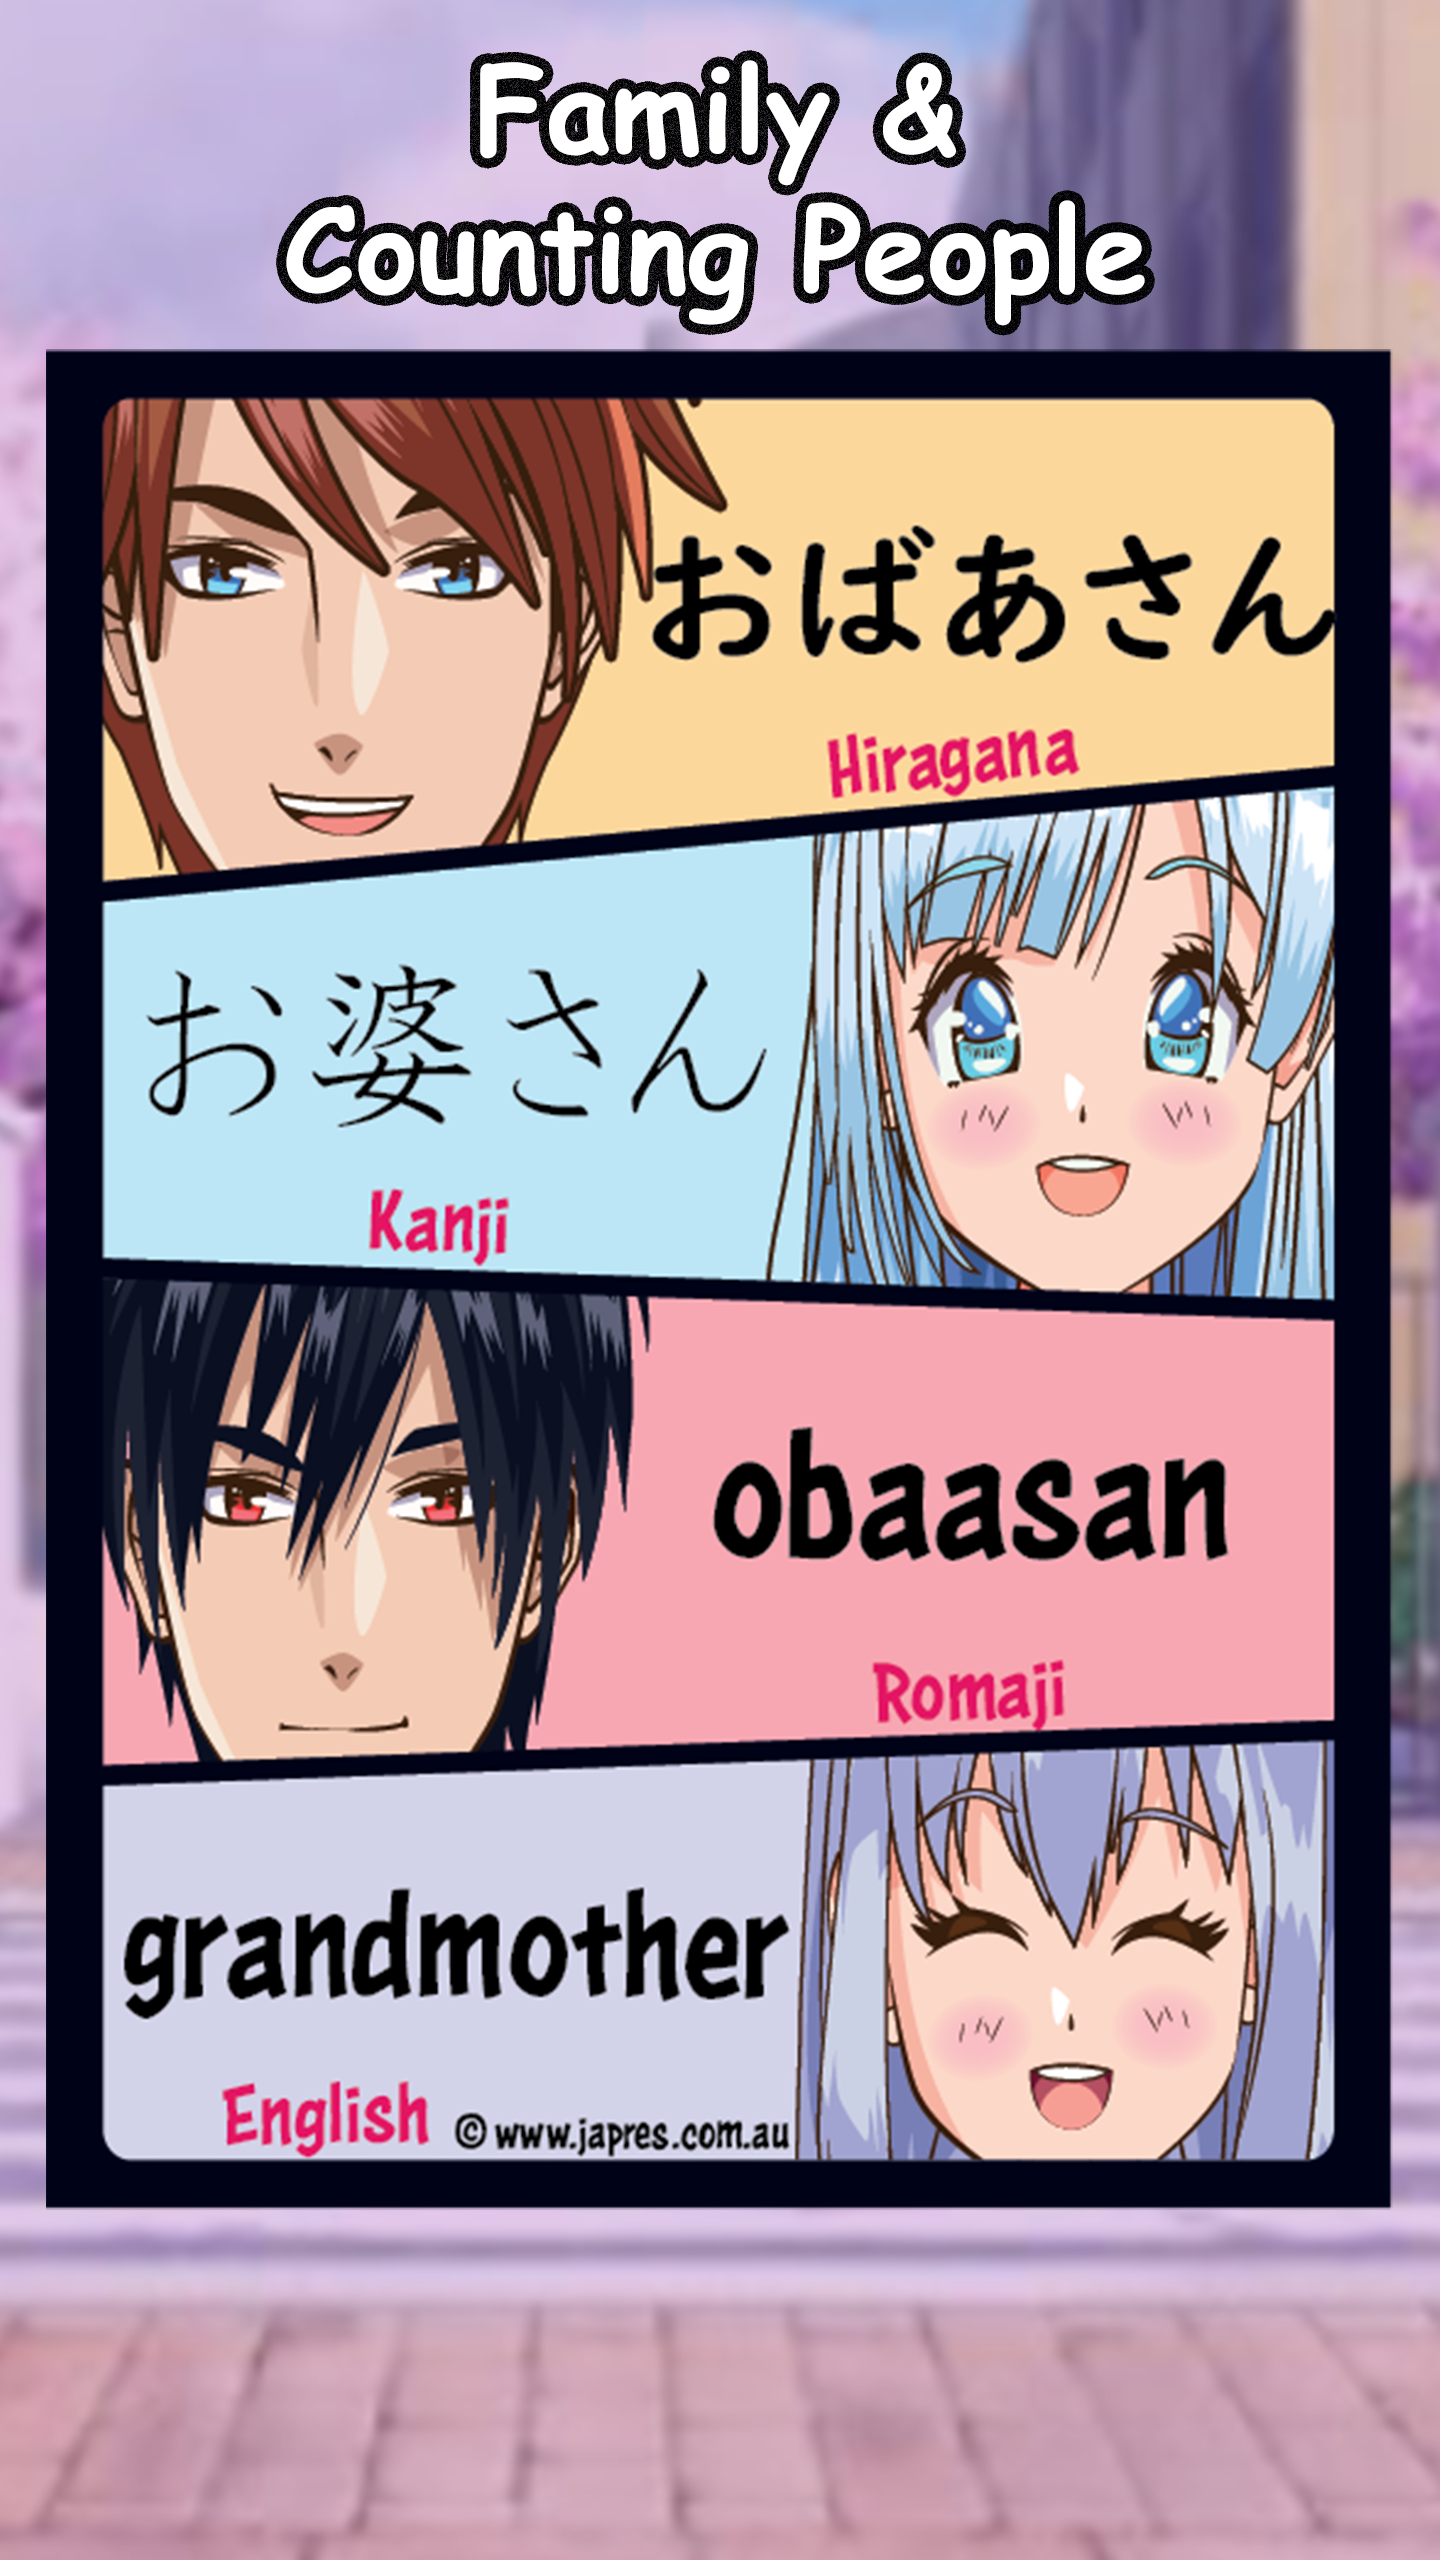 Family &
Counting People
おばあさん
Hiragana
お婆さん
Kanji
obaasan
Romaji
grandmother
English © www.japres.com.au